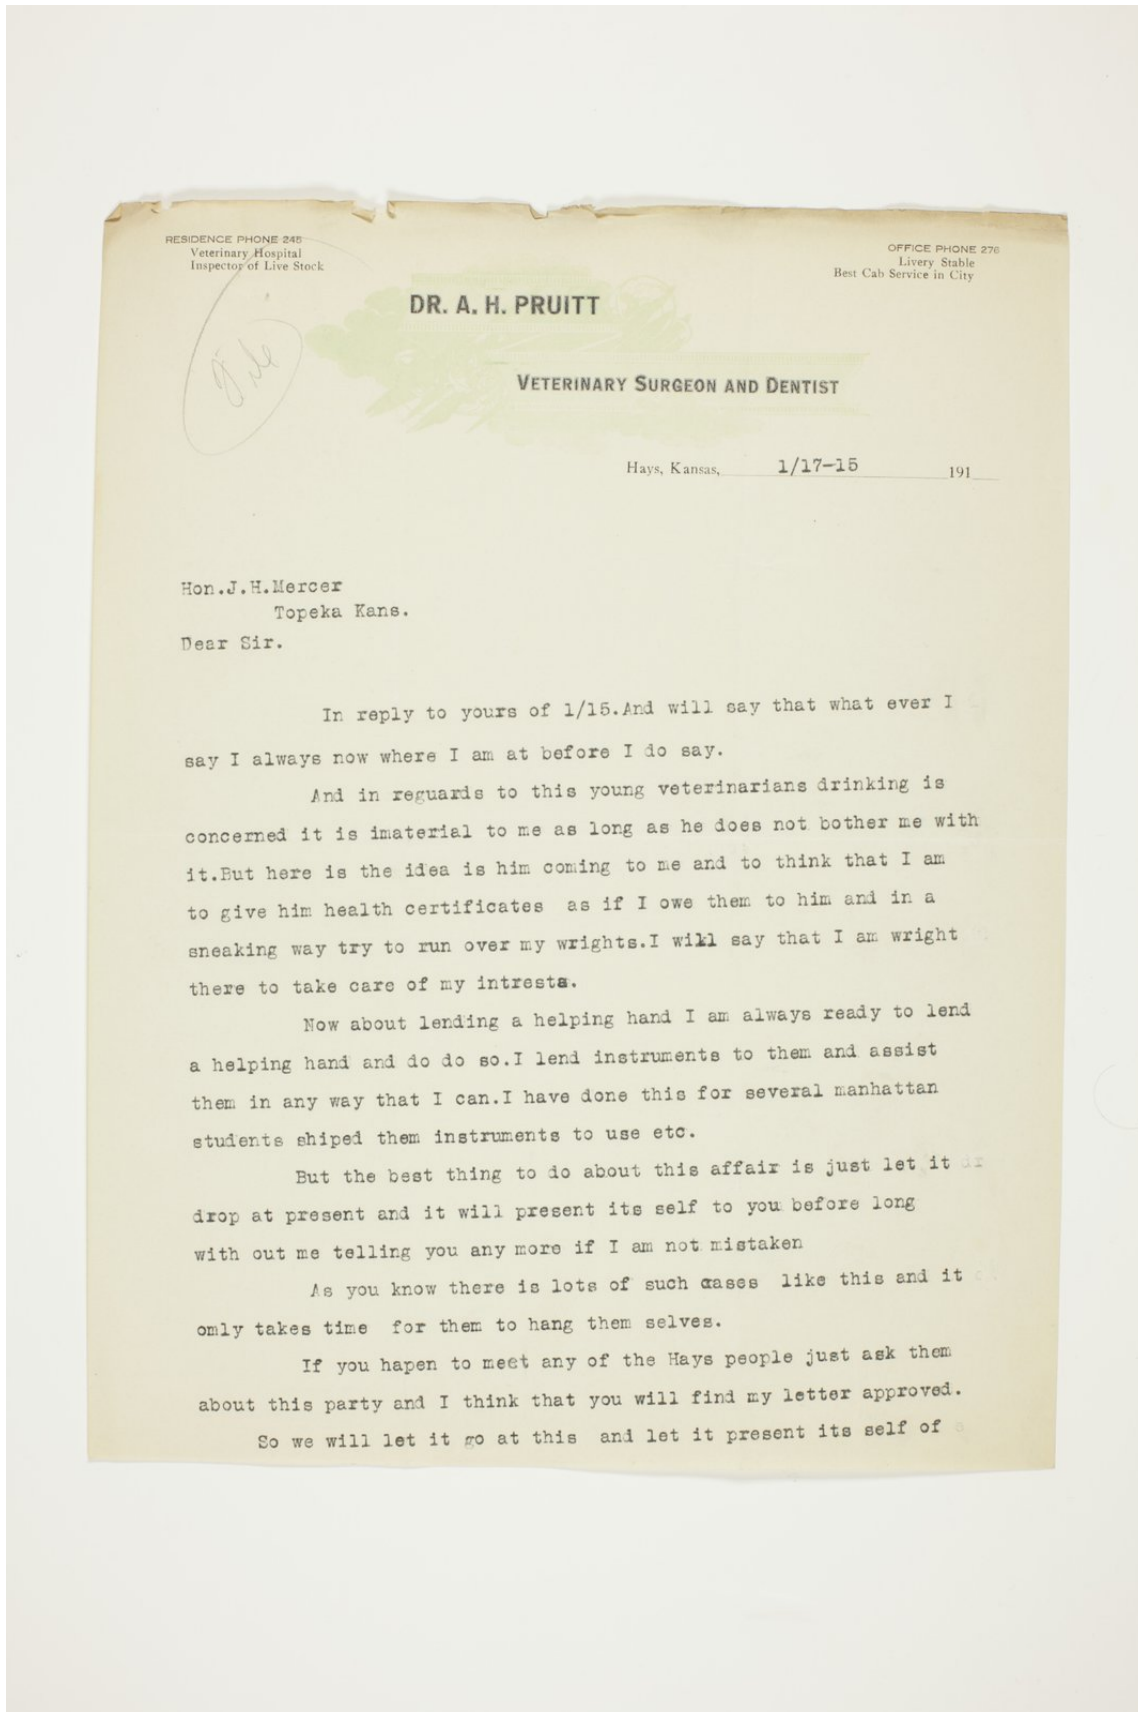 RESIDENCE PHONE 245
Veterinary Hospital
Inspector of Live Stock
OFFICE PHONE 276
Livery Stable
Best Cab Service in City
File
DR. A. H. PRUITT
VETERINARY SURGEON AND DENTIST
Hays, Kansas, 1/17-15 191
Hon.J.H.Mercer
Topeka Kans.
Dear Sir.
In reply to yours of 1/15.And will say that what ever I
say I always now where I am at before I do say.
And in reguards to this young veterinarians drinking is
concerned it is imaterial to me as long as he does not bother me with
it.But here is the idea is him coming to me and to think that I am
to give him health certificates as if I owe them to him and in a
sneaking way try to run over my wrights.I will say that I am wright
there to take care of my intrests.
Now about lending a helping hand I am always ready to lend
a helping hand and do do so.I lend instruments to them and assist
them in any way that I can.I have done this for several manhattan
students shiped them instruments to use etc.
But the best thing to do about this affair is just let it dr
drop at present and it will present its self to you before long
with out me telling you any more if I am not mistaken
As you know there is lots of such cases like this and it
omly takes time for them to hang them selves.
If you hapen to meet any of the Hays people just ask them
about this party and I think that you will find my letter approved.
So we will let it go at this and let it present its self of